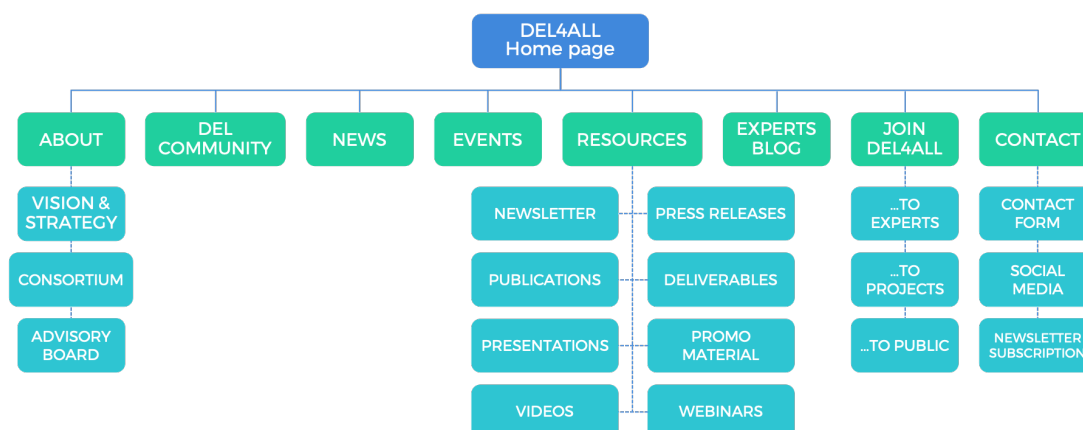 DEL4ALL
Home page
ABOUT
DEL
COMMUNITY
NEWS
EVENTS
RESOURCES
EXPERTS
BLOG
JOIN
DEL4ALL
CONTACT
VISION &
STRATEGY
CONSORTIUM
ADVISORY
BOARD
NEWSLETTER
PRESS RELEASES
PUBLICATIONS
DELIVERABLES
PRESENTATIONS
PROMO
MATERIAL
VIDEOS
WEBINARS
...TO
EXPERTS
...TO
PROJECTS
...TO PUBLIC
CONTACT
FORM
SOCIAL
MEDIA
NEWSLETTER
SUBSCRIPTION